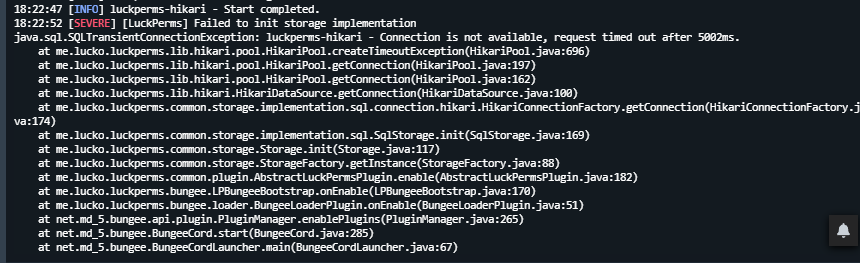 18:22:47 [INFO] luckperms-hikari - Start completed.
18:22:52 [SEVERE] [LuckPerms] Failed to init storage implementation
java.sql.SQLTransientConnectionException: luckperms-hikari - Connection is not available, request timed out after 5002ms.
at me.lucko.luckperms.lib.hikari.pool.HikariPool.createTimeoutException(HikariPool.java:696)
at me.lucko.luckperms.lib.hikari.pool.HikariPool.getConnection(HikariPool.java:197)
at me.lucko.luckperms.lib.hikari.pool.HikariPool.getConnection(HikariPool.java:162)
at me.lucko.luckperms.lib.hikari.HikariDataSource.getConnection(HikariDataSource.java:100)
at me.lucko.luckperms.common.storage.implementation.sql.connection.hikari.HikariConnectionFactory.getConnection(HikariConnectionFactory.j
va:174)
at me.lucko.luckperms.common.storage.implementation.sql.SqlStorage.init(SqlStorage.java:169)
at me.lucko.luckperms.common.storage.Storage.init(Storage.java:117)
at me.lucko.luckperms.common.storage.StorageFactory.getInstance(StorageFactory.java:88)
at me.lucko.luckperms.common.plugin.AbstractLuckPermsPlugin.enable(AbstractLuckPermsPlugin.java:182)
at me.lucko.luckperms.bungee.LPBungeeBootstrap.onEnable(LPBungeeBootstrap.java:170)
at me.lucko.luckperms.bungee.loader.BungeeLoaderPlugin.onEnable(BungeeLoaderPlugin.java:51)
at net.md_5.bungee.api.plugin.PluginManager.enablePlugins(PluginManager.java:265)
at net.md_5.bungee.BungeeCord.start(BungeeCord.java:285)
at net.md_5.bungee.BungeeCordLauncher.main(BungeeCordLauncher.java:67)